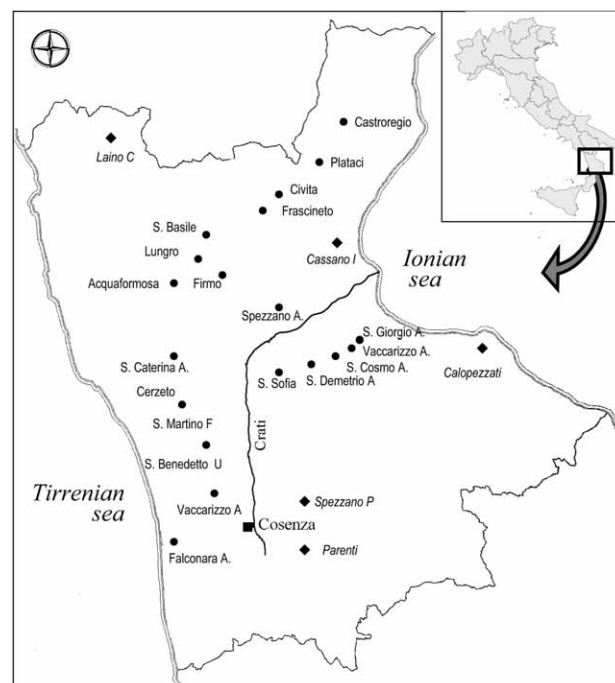 Castroregio
Laino C
Plataci
Civita
Frascineto
S. Basile
Cassano I
Lungro
Ionian
sea
Acquaformosa
Firmo
Spezzano A.
S. Giorgio A.
Vaccarizzo A.
S. Caterina A.
S. Cosmo A.
Calopezzati
S. Sofia
S. Demetrio A
Cerzeto
S. Martino F
Crati
S. Benedetto U
Tirrenian
sea
Vaccarizzo A
Spezzano P
Cosenza
Falconara A.
Parenti